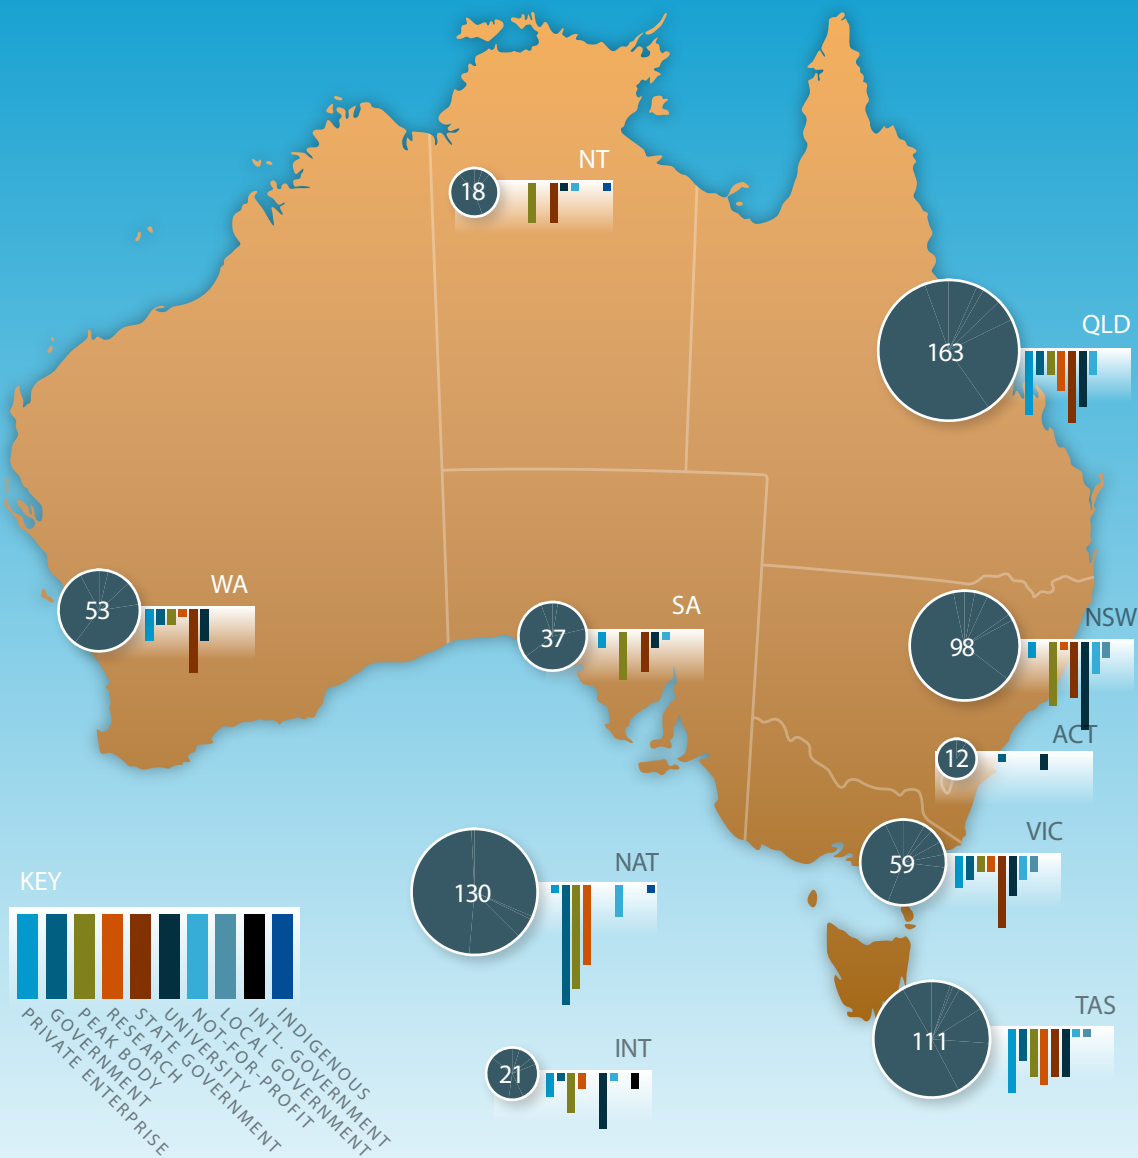 NT
18
QLD
163
WA
53
SA
37
NSW
98
ACT
12
VIC
59
NAT
130
KEY
TAS
111
INT
21
PRIVATE ENTERPRISE
GOVERNMENT
PEAK BODY
RESEARCH
STATE GOVERNMENT
UNIVERSITY
NOT-FOR-PROFIT
LOCAL GOVERNMENT
INTL. GOVERNMENT
INDIGENOUS